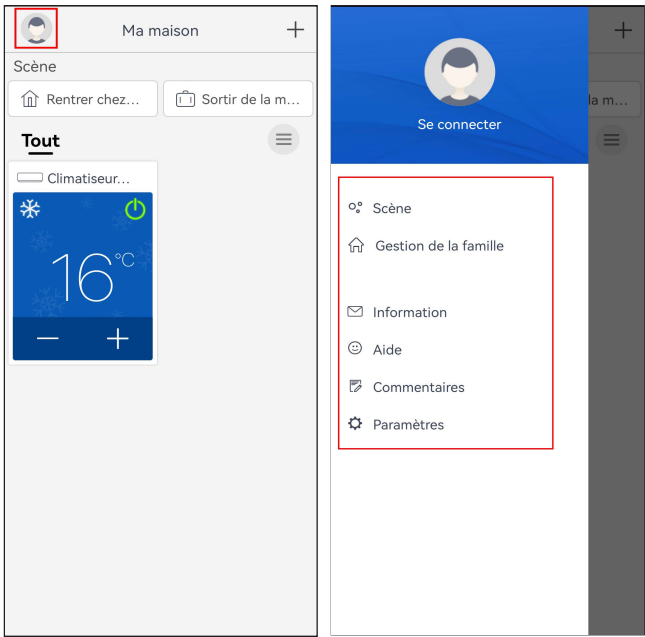 Ma maison
Scène
Rentrer chez...
Sortir de la m...
Tout
Climatiseur...
16°C
Se connecter
la m...
Scène
Gestion de la famille
Information
Aide
Commentaires
Paramètres